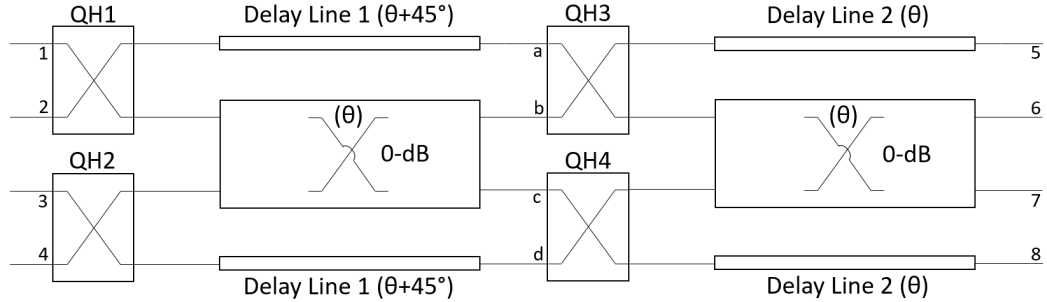 QH1 Delay Line 1 (θ+45°) QH3 Delay Line 2 (θ)
1 a 5
2 b 6
(θ) (θ)
0-dB 0-dB
QH2 QH4
3 c 7
4 d 8
Delay Line 1 (θ+45°) Delay Line 2 (θ)